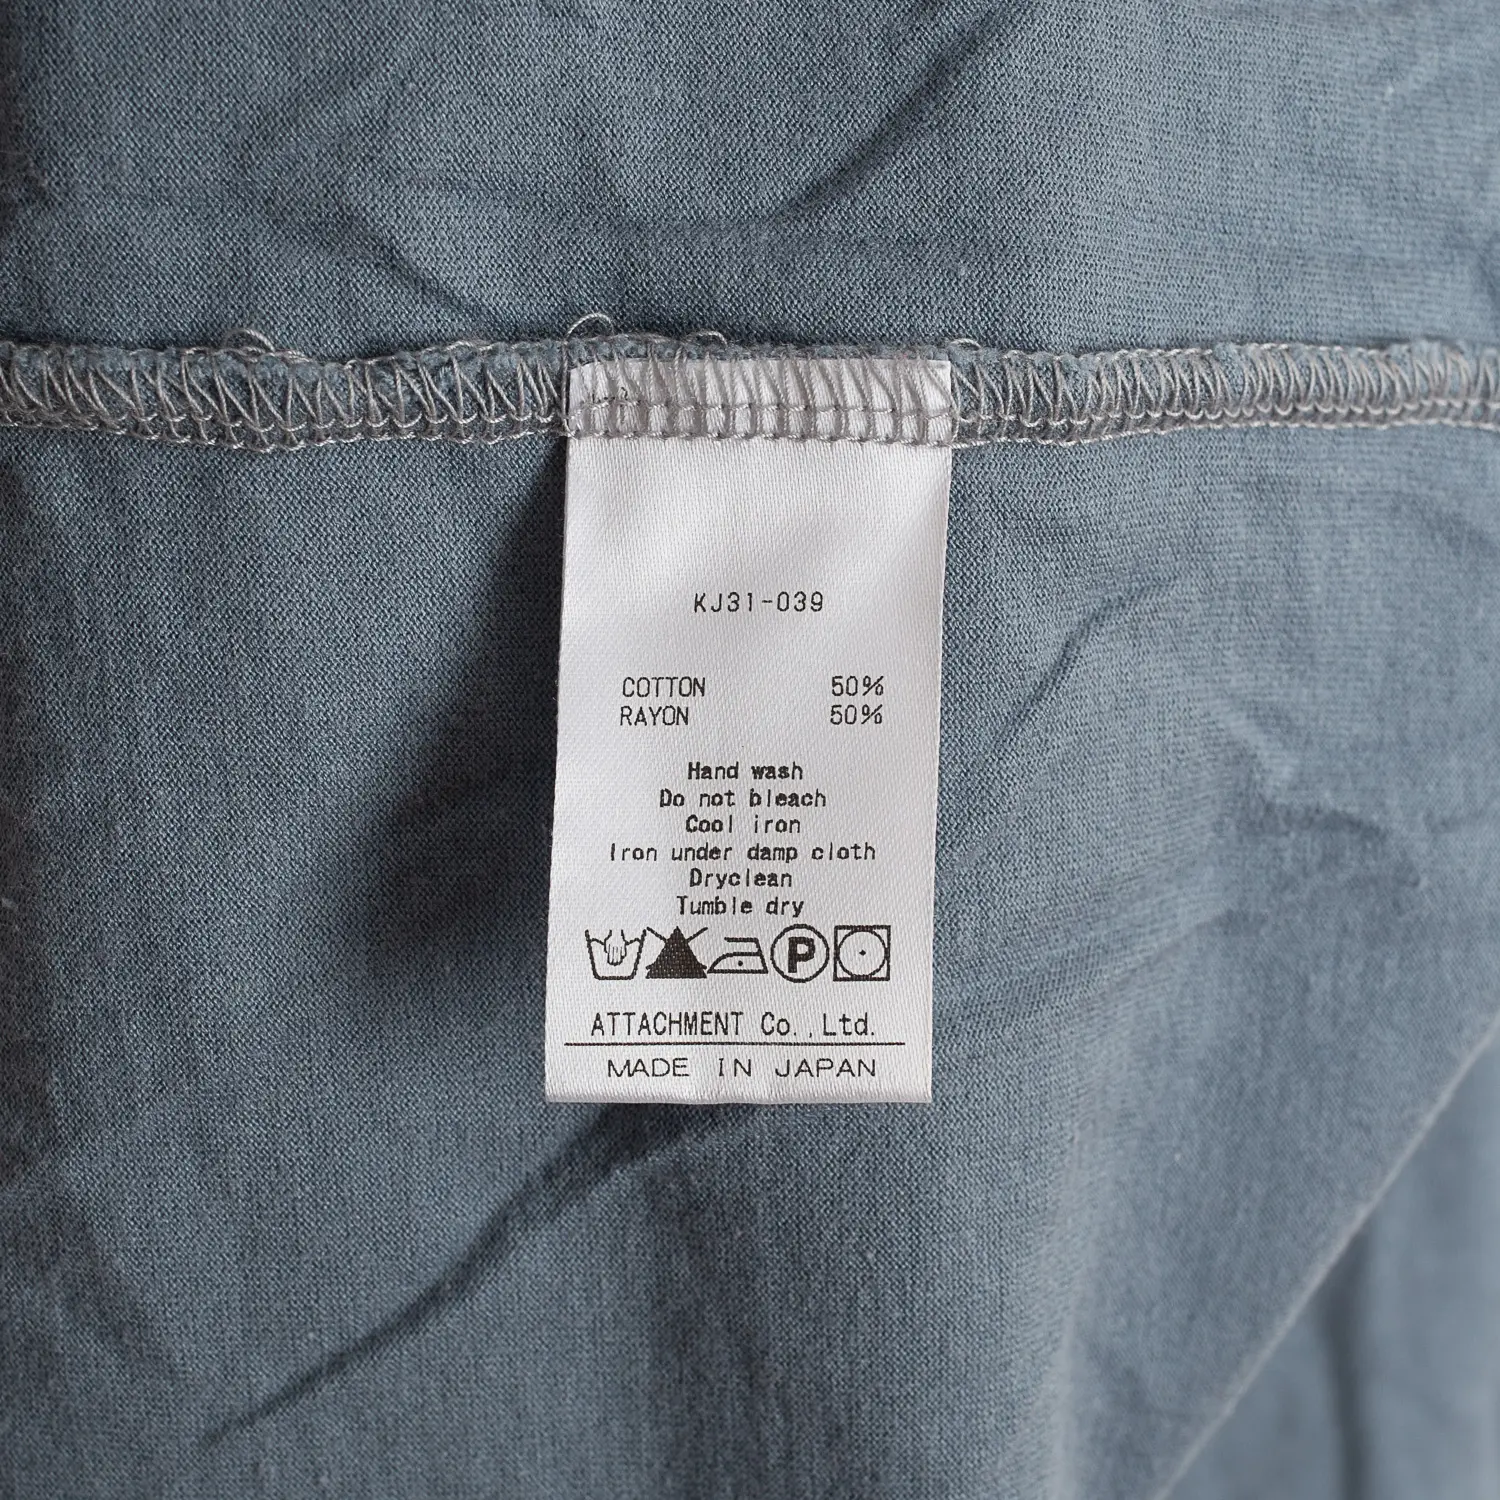 KJ31-039
COTTON 50%
RAYON 50%
Hand wash
Do not bleach
Cool iron
Iron under damp cloth
Dryclean
Tumble dry
P
ATTACHMENT Co.,Ltd.
MADE IN JAPAN